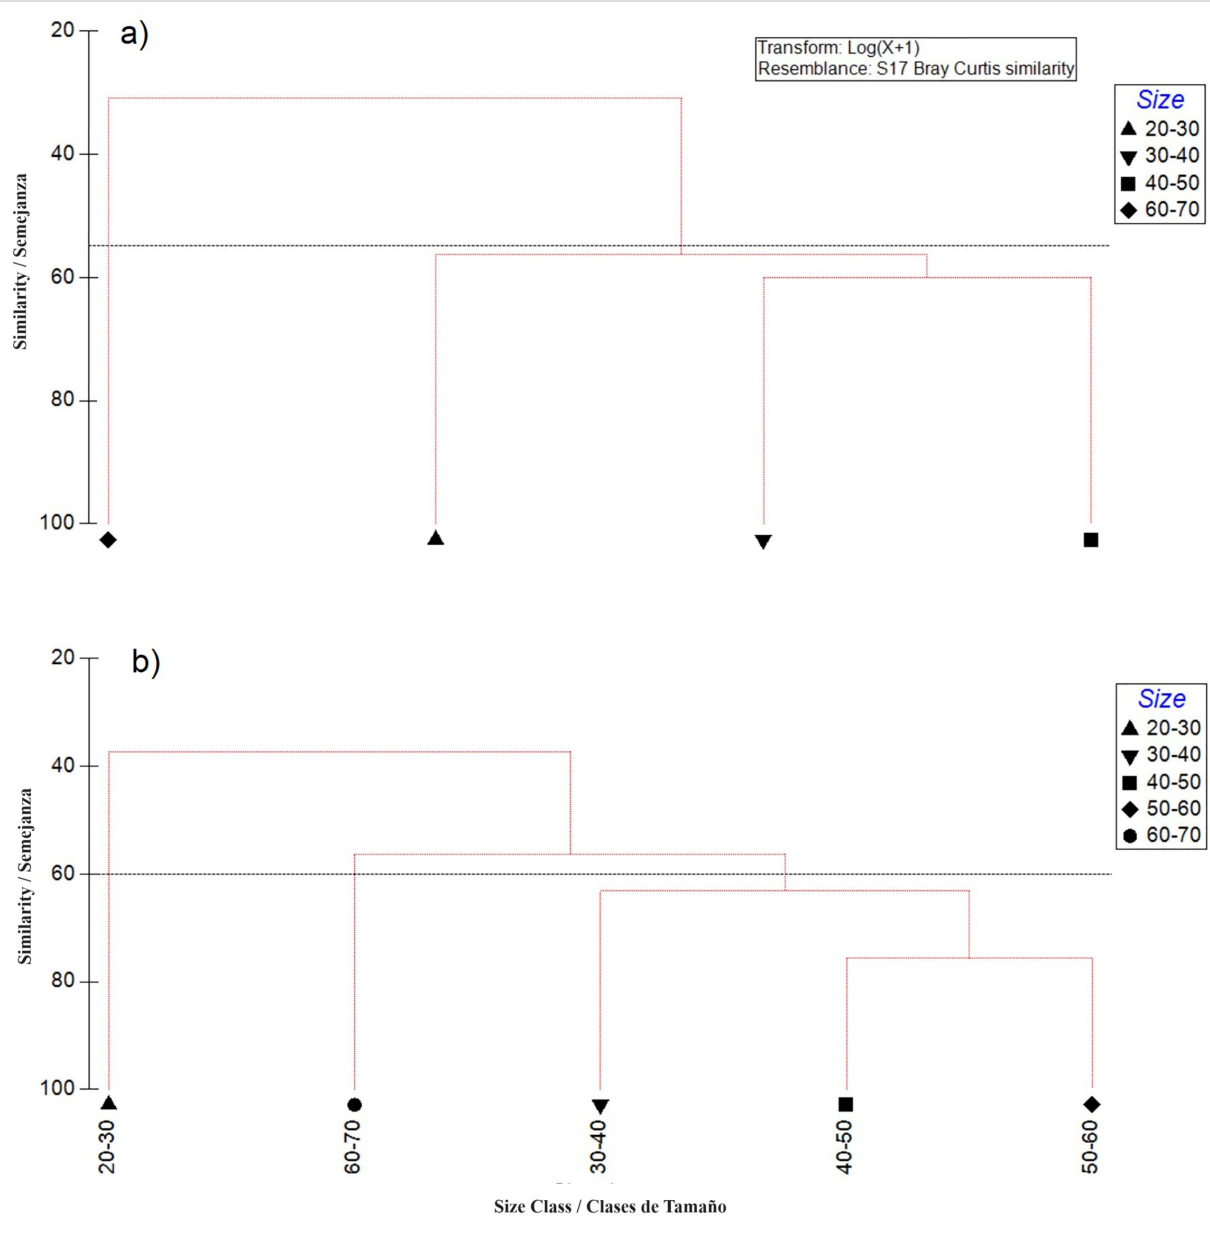 a)
Transform: Log(X+1)
Resemblance: S17 Bray Curtis similarity
Size
20-30
30-40
40-50
60-70
20
40
60
80
100
Similarity / Semejanza
b)
Size
20-30
30-40
40-50
50-60
60-70
20
40
60
80
100
Similarity / Semejanza
20-30
60-70
30-40
40-50
50-60
Size Class / Clases de Tamaño